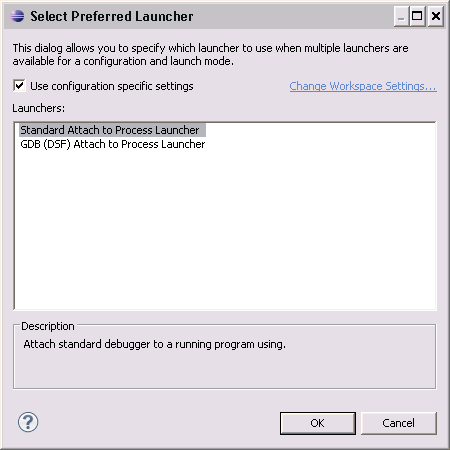 Select Preferred Launcher
This dialog allows you to specify which launcher to use when multiple launchers are
available for a configuration and launch mode.
Use configuration specific settings
Change Workspace Settings...
Launchers:
Standard Attach to Process Launcher
GDB (DSF) Attach to Process Launcher
Description
Attach standard debugger to a running program using.
?
OK
Cancel